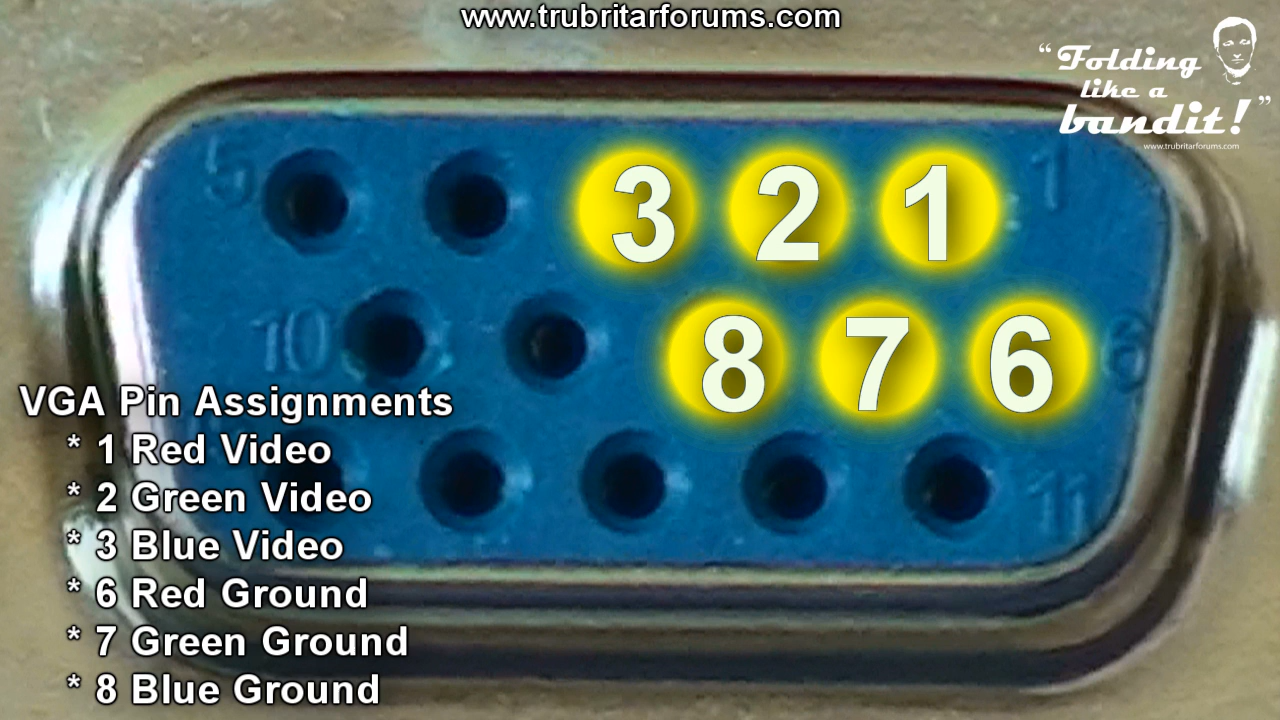 www.trubritarforums.com
“Folding
like a
bandit!”
www.trubritarforums.com
5
3 2 1
1
10
8 7 6
6
11
VGA Pin Assignments
* 1 Red Video
* 2 Green Video
* 3 Blue Video
* 6 Red Ground
* 7 Green Ground
* 8 Blue Ground